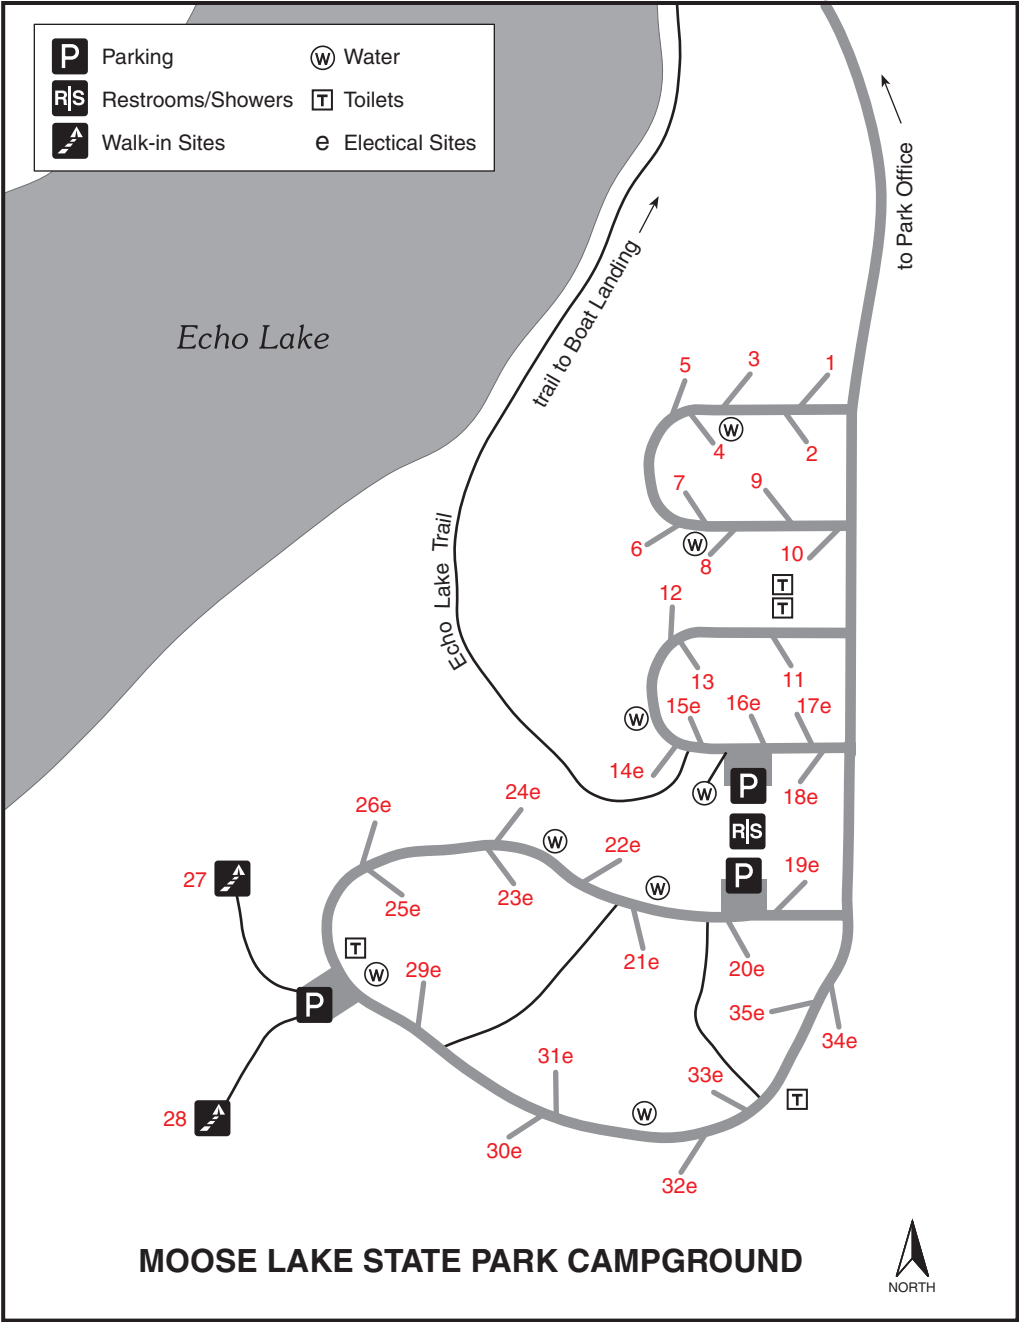 P Parking
W Water
R|S Restrooms/Showers
T Toilets
Walk-in Sites
e Electical Sites
to Park Office
trail to Boat Landing
Echo Lake
5
3
1
W
4
2
7
9
6
W
8
10
T
T
12
Echo Lake Trail
13
11
15e
16e
17e
W
14e
P
W
18e
24e
26e
R|S
W
22e
19e
27
P
W
25e
23e
T
21e
20e
W
29e
P
35e
34e
31e
33e
T
28
W
30e
32e
MOOSE LAKE STATE PARK CAMPGROUND
NORTH